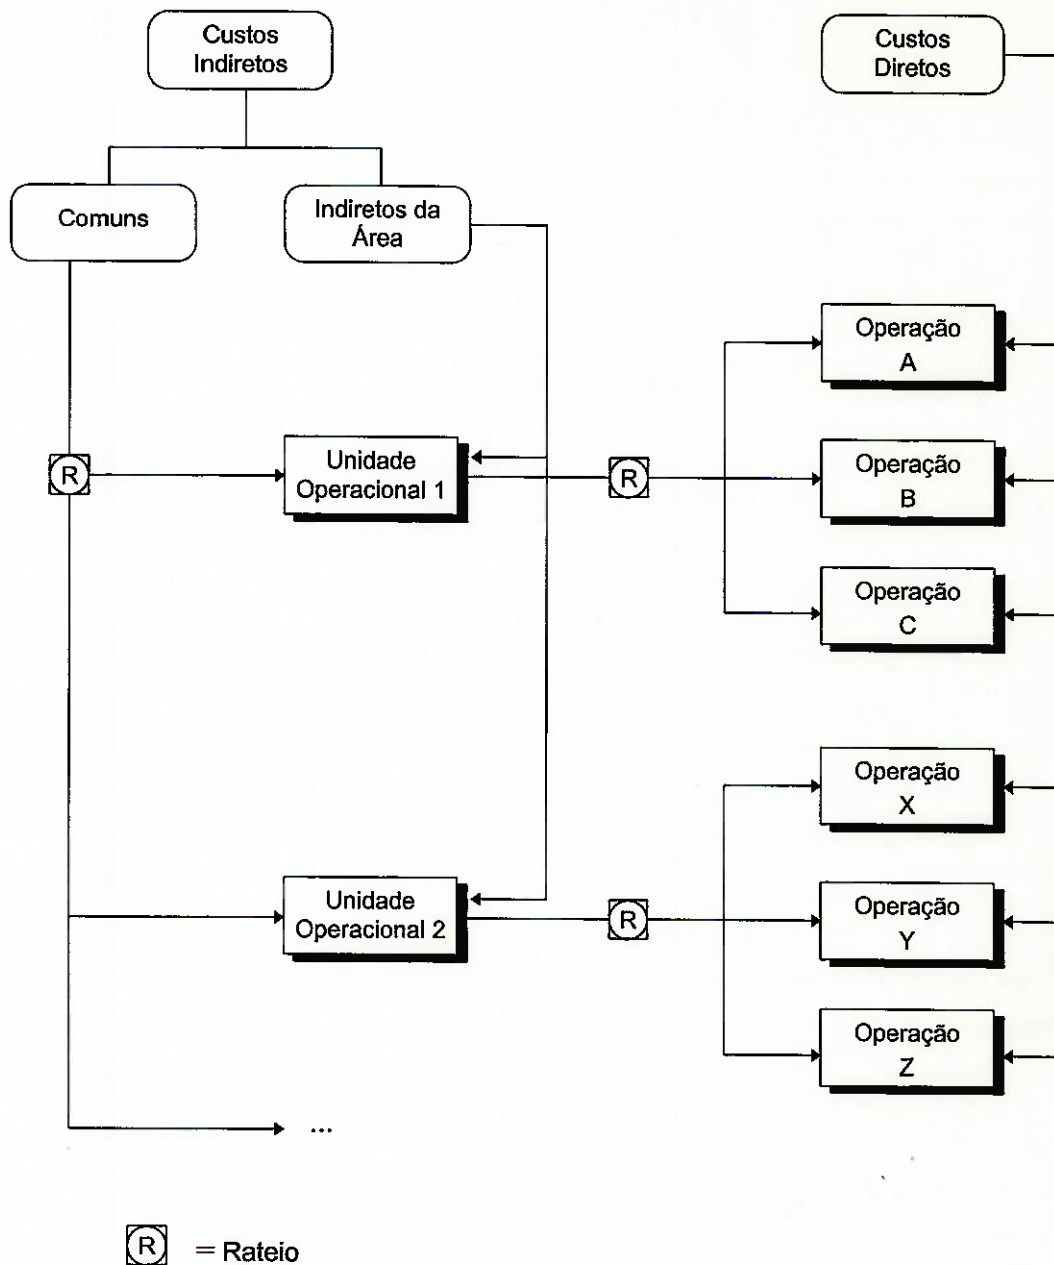 Custos
Indiretos
Custos
Diretos
Comuns
Indiretos da
Área
Operação
A
R
Unidade
Operacional 1
R
Operação
B
Operação
C
Operação
X
Unidade
Operacional 2
R
Operação
Y
Operação
Z
...
R = Rateio